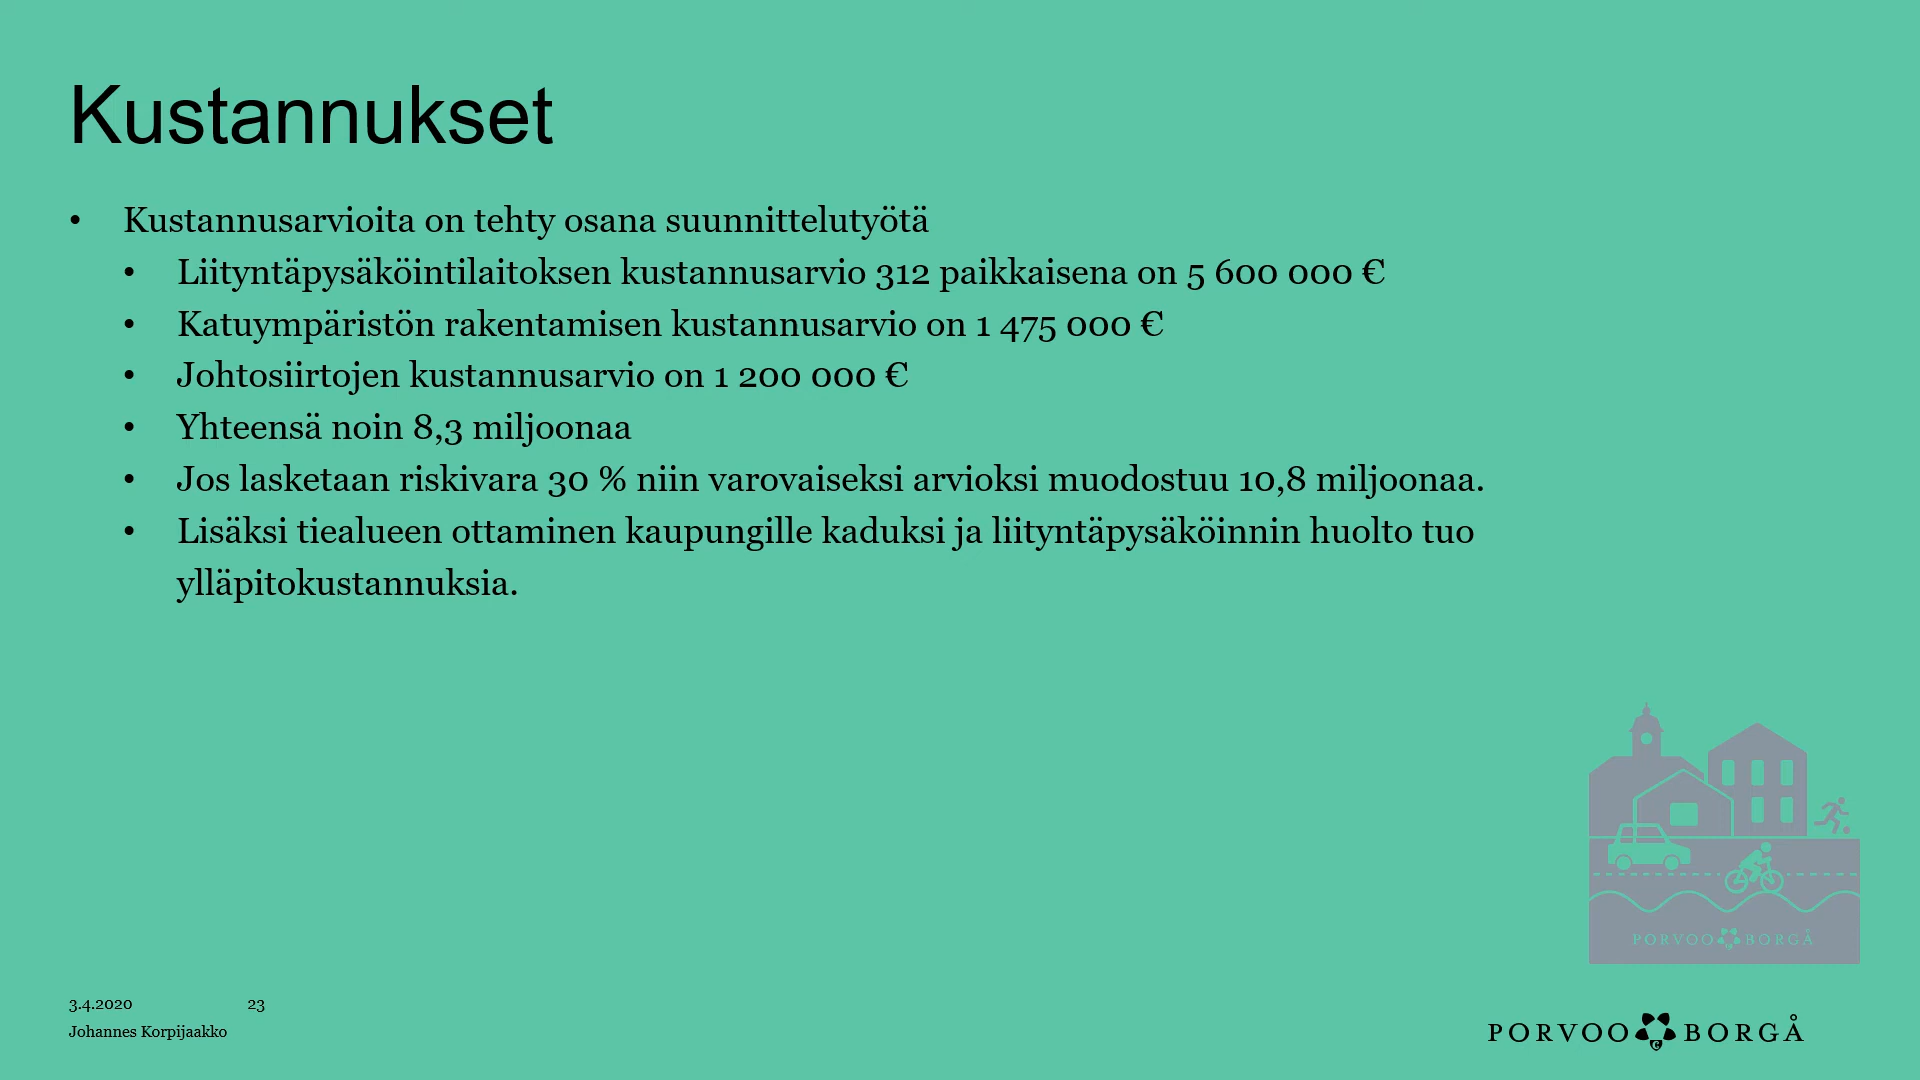 Kustannukset
• Kustannusarvioita on tehty osana suunnittelutyötä
• Liityntäpysäköintilaitoksen kustannusarvio 312 paikkaisena on 5 600 000 €
• Katuympäristön rakentamisen kustannusarvio on 1 475 000 €
• Johtosiirtojen kustannusarvio on 1 200 000 €
• Yhteensä noin 8,3 miljoonaa
• Jos lasketaan riskivara 30 % niin varovaiseksi arvioksi muodostuu 10,8 miljoonaa.
• Lisäksi tiealueen ottaminen kaupungille kaduksi ja liityntäpysäköinnin huolto tuo
ylläpitokustannuksia.
PORVOO BORGÅ
3.4.2020 23
Johannes Korpijaakko
PORVOO BORGÅ